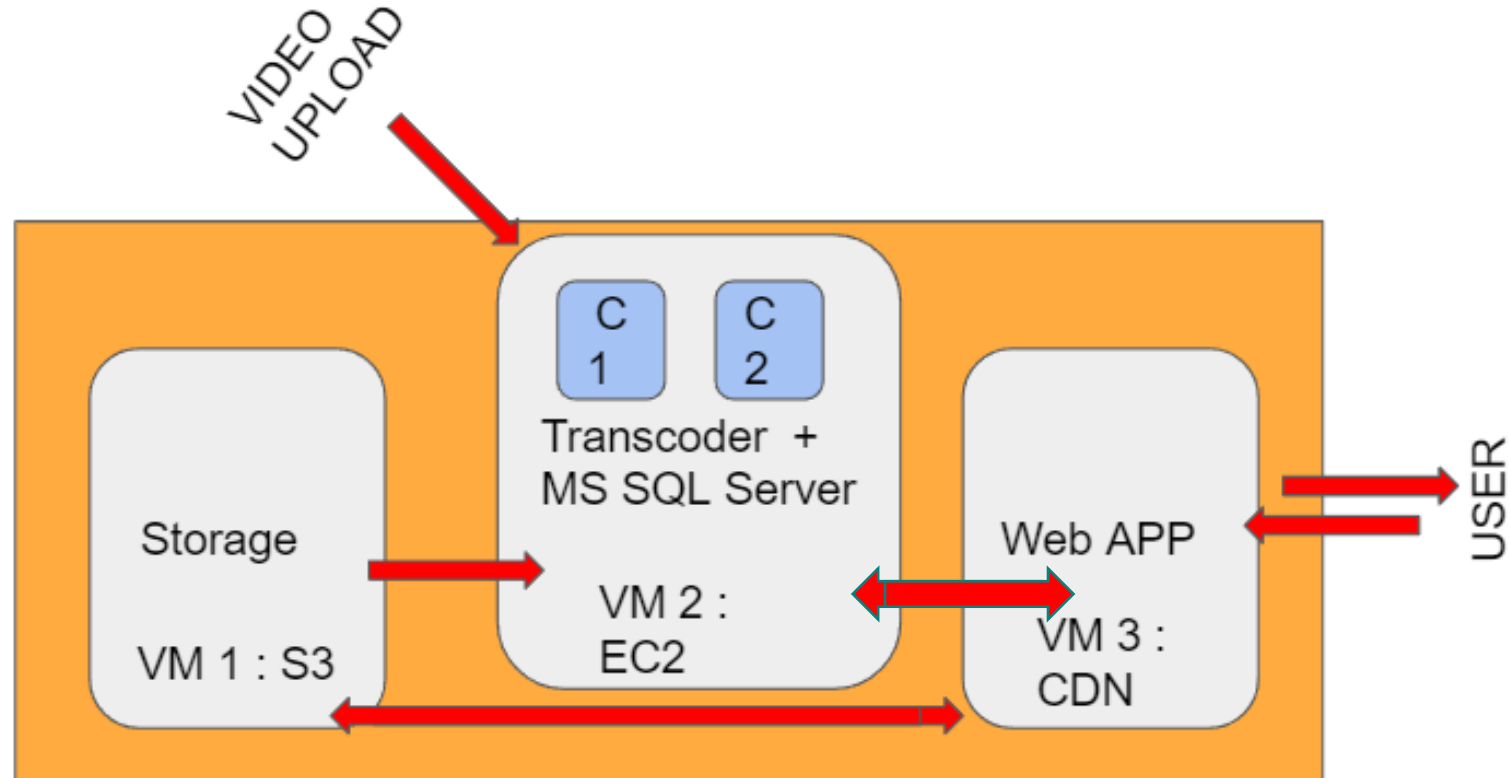 VIDEO
UPLOAD
C
1
C
2
Transcoder +
MS SQL Server
Storage
Web APP
USER
VM 2 :
EC2
VM 1 : S3
VM 3 :
CDN